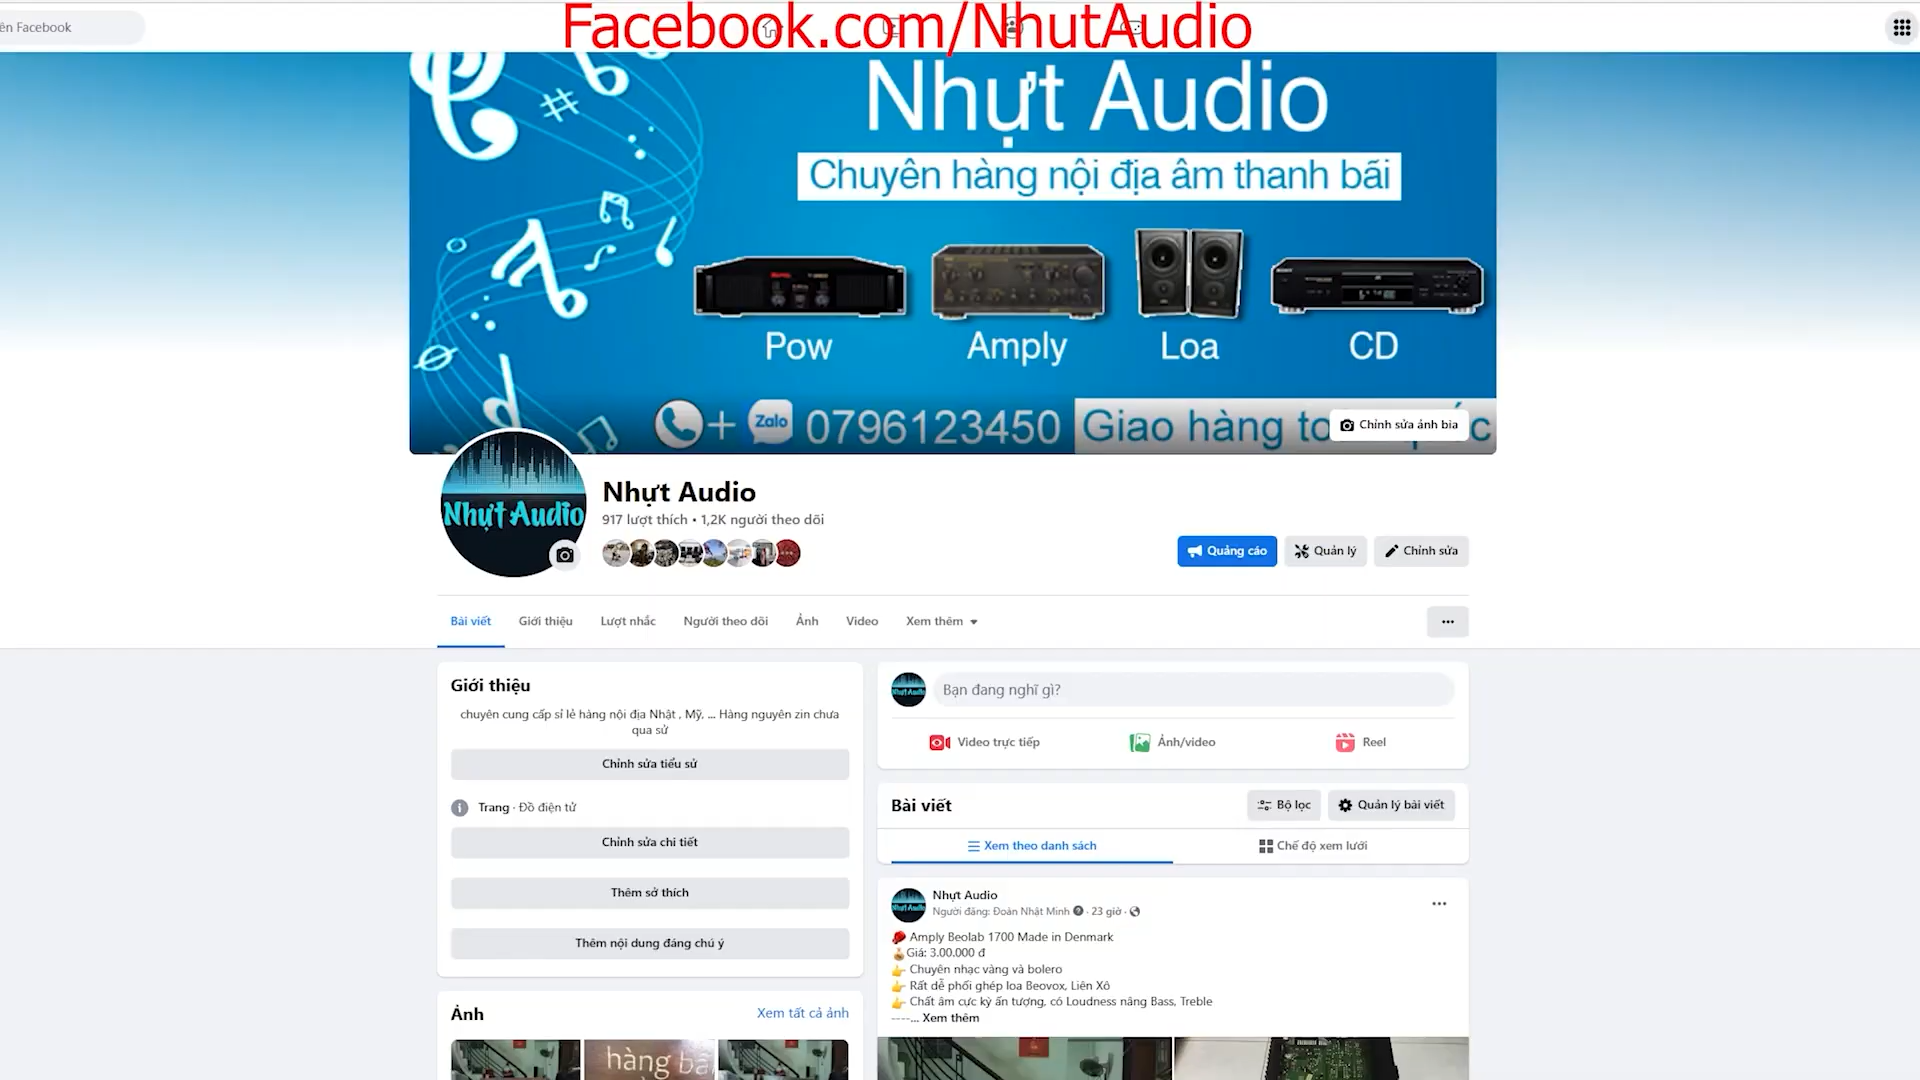 Facebook.com/NhutAudio
ên Facebook
Nhựt Audio
Chuyên hàng nội địa âm thanh bãi
Pow
Amply
Loa
CD
+ Zalo 0796123450
Giao hàng
Chỉnh sửa ảnh bìa
Nhựt Audio
Nhựt Audio
917 lượt thích • 1,2K người theo dõi
Quảng cáo
Quản lý
Chỉnh sửa
Bài viết
Giới thiệu
Lượt nhắc
Người theo dõi
Ảnh
Video
Xem thêm
Giới thiệu
chuyên cung cấp sỉ lẻ hàng nội địa Nhật , Mỹ, ... Hàng nguyên zin chưa
qua sử
Chỉnh sửa tiểu sử
Trang · Đồ điện tử
Chỉnh sửa chi tiết
Thêm sở thích
Thêm nội dung đáng chú ý
Ảnh
Xem tất cả ảnh
hàng bã
Nhựt Audio
Bạn đang nghĩ gì?
Video trực tiếp
Ảnh/video
Reel
Bài viết
Bộ lọc
Quản lý bài viết
Xem theo danh sách
Chế độ xem lưới
Nhựt Audio
Nhựt Audio
Người đăng: Đoàn Nhật Minh · 23 giờ ·
Amply Beolab 1700 Made in Denmark
Giá: 3.00.000 đ
Chuyên nhạc vàng và bolero
Rất dễ phối ghép loa Beovox, Liên Xô
Chất âm cực kỳ ấn tượng, có Loudness nâng Bass, Treble
----... Xem thêm